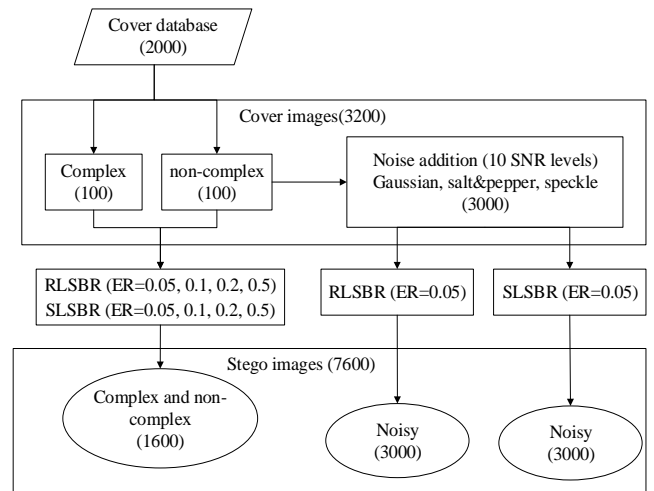 Cover database
(2000)
Cover images(3200)
Complex
(100)
non-complex
(100)
Noise addition (10 SNR levels)
Gaussian, salt&pepper, speckle
(3000)
RLSBR (ER=0.05, 0.1, 0.2, 0.5)
SLSBR (ER=0.05, 0.1, 0.2, 0.5)
RLSBR (ER=0.05)
SLSBR (ER=0.05)
Stego images (7600)
Complex and non-
complex
(1600)
Noisy
(3000)
Noisy
(3000)